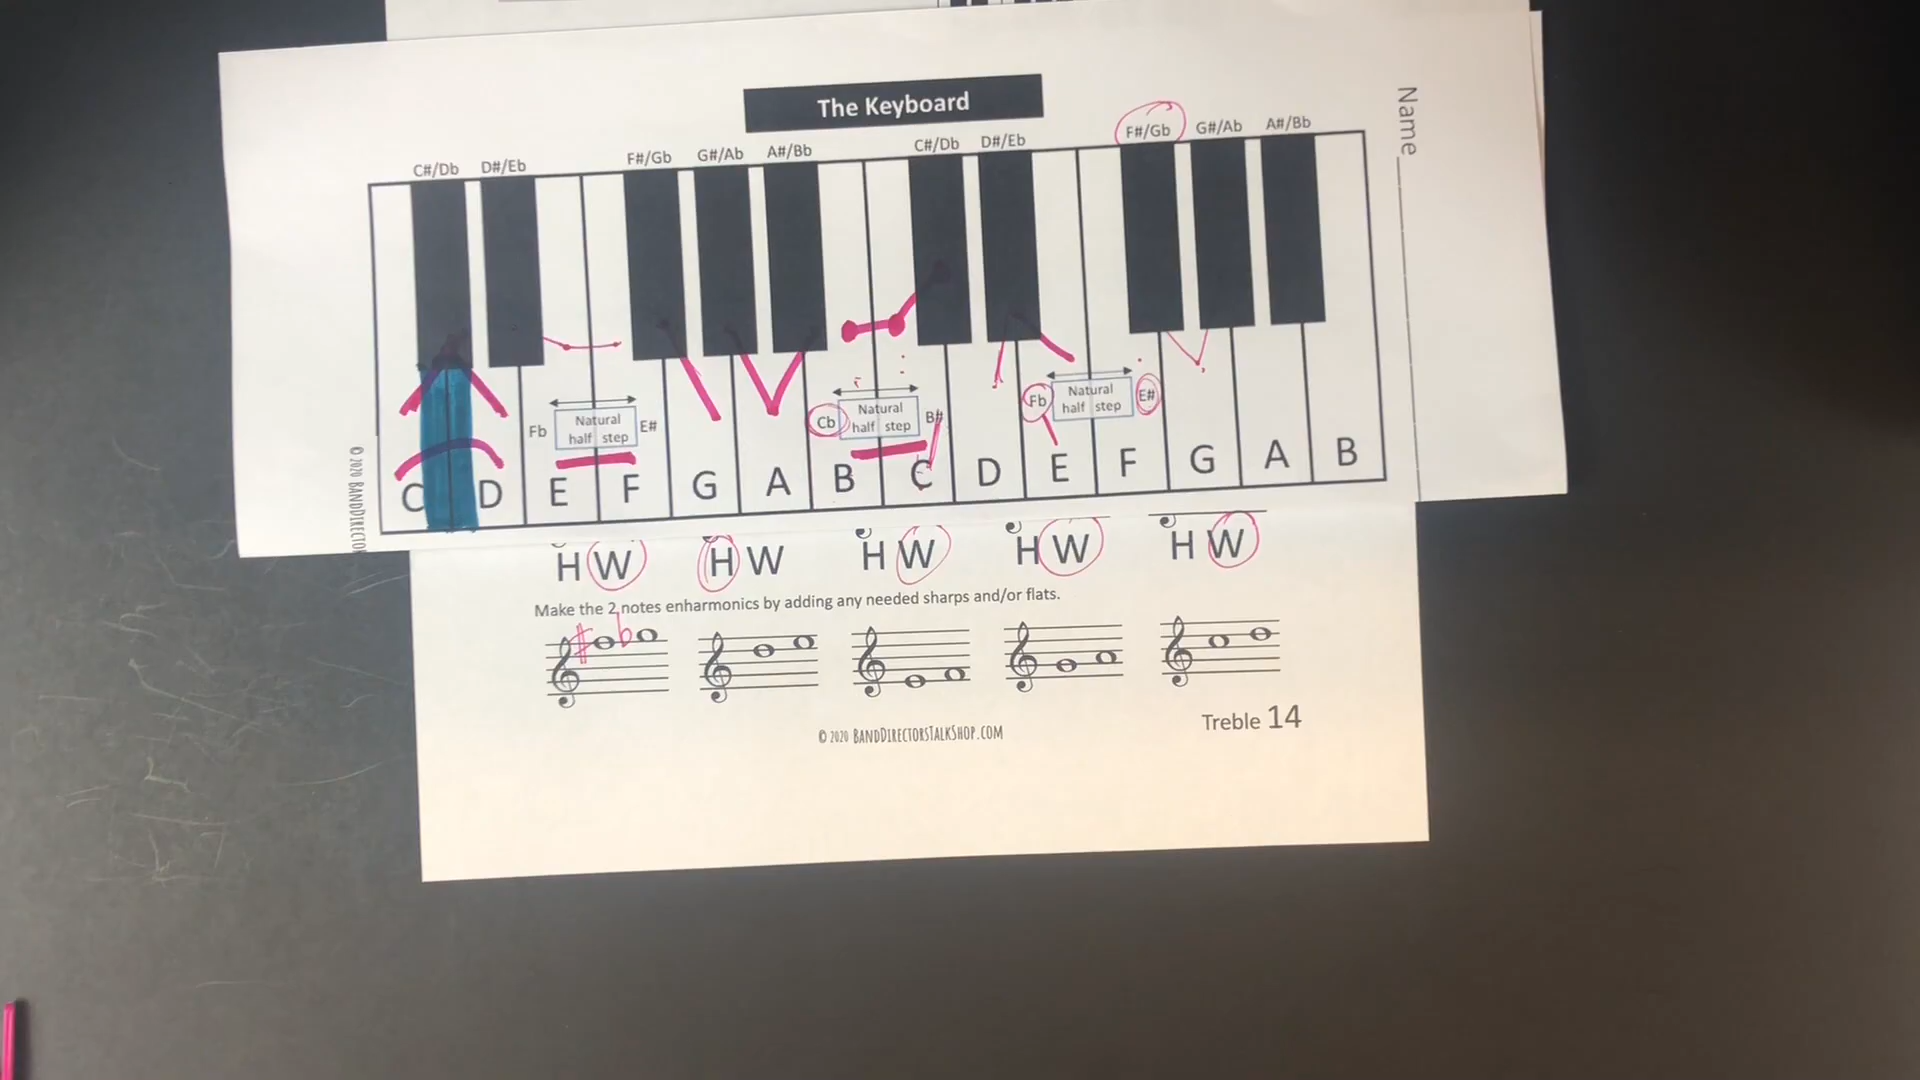 The Keyboard
Name
C#/Db D#/Eb F#/Gb G#/Ab A#/Bb C#/Db D#/Eb F#/Gb G#/Ab A#/Bb
Fb Natural half step E# Cb Natural half step B# Fb Natural half step E#
C D E F G A B C D E F G A B
© 2020 BANDDIRECTO
H W H W H W H W H W
Make the 2 notes enharmonics by adding any needed sharps and/or flats.
# b
© 2020 BANDDIRECTORSTALKSHOP.COM
Treble 14